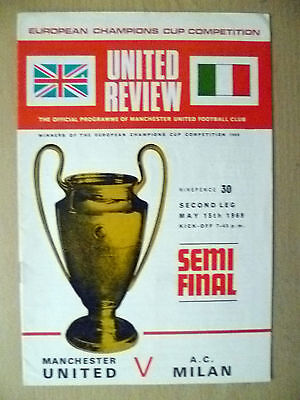 EUROPEAN CHAMPIONS CUP COMPETITION
UNITED
REVIEW
THE OFFICIAL PROGRAMME OF MANCHESTER UNITED FOOTBALL CLUB
WINNERS OF THE EUROPEAN CHAMPIONS CUP COMPETITION 1968
NINEPENCE 30
SECOND LEG
MAY 15th 1969
KICK-OFF 7-45 p.m.
SEMI
FINAL
MANCHESTER
UNITED
V
A.C.
MILAN